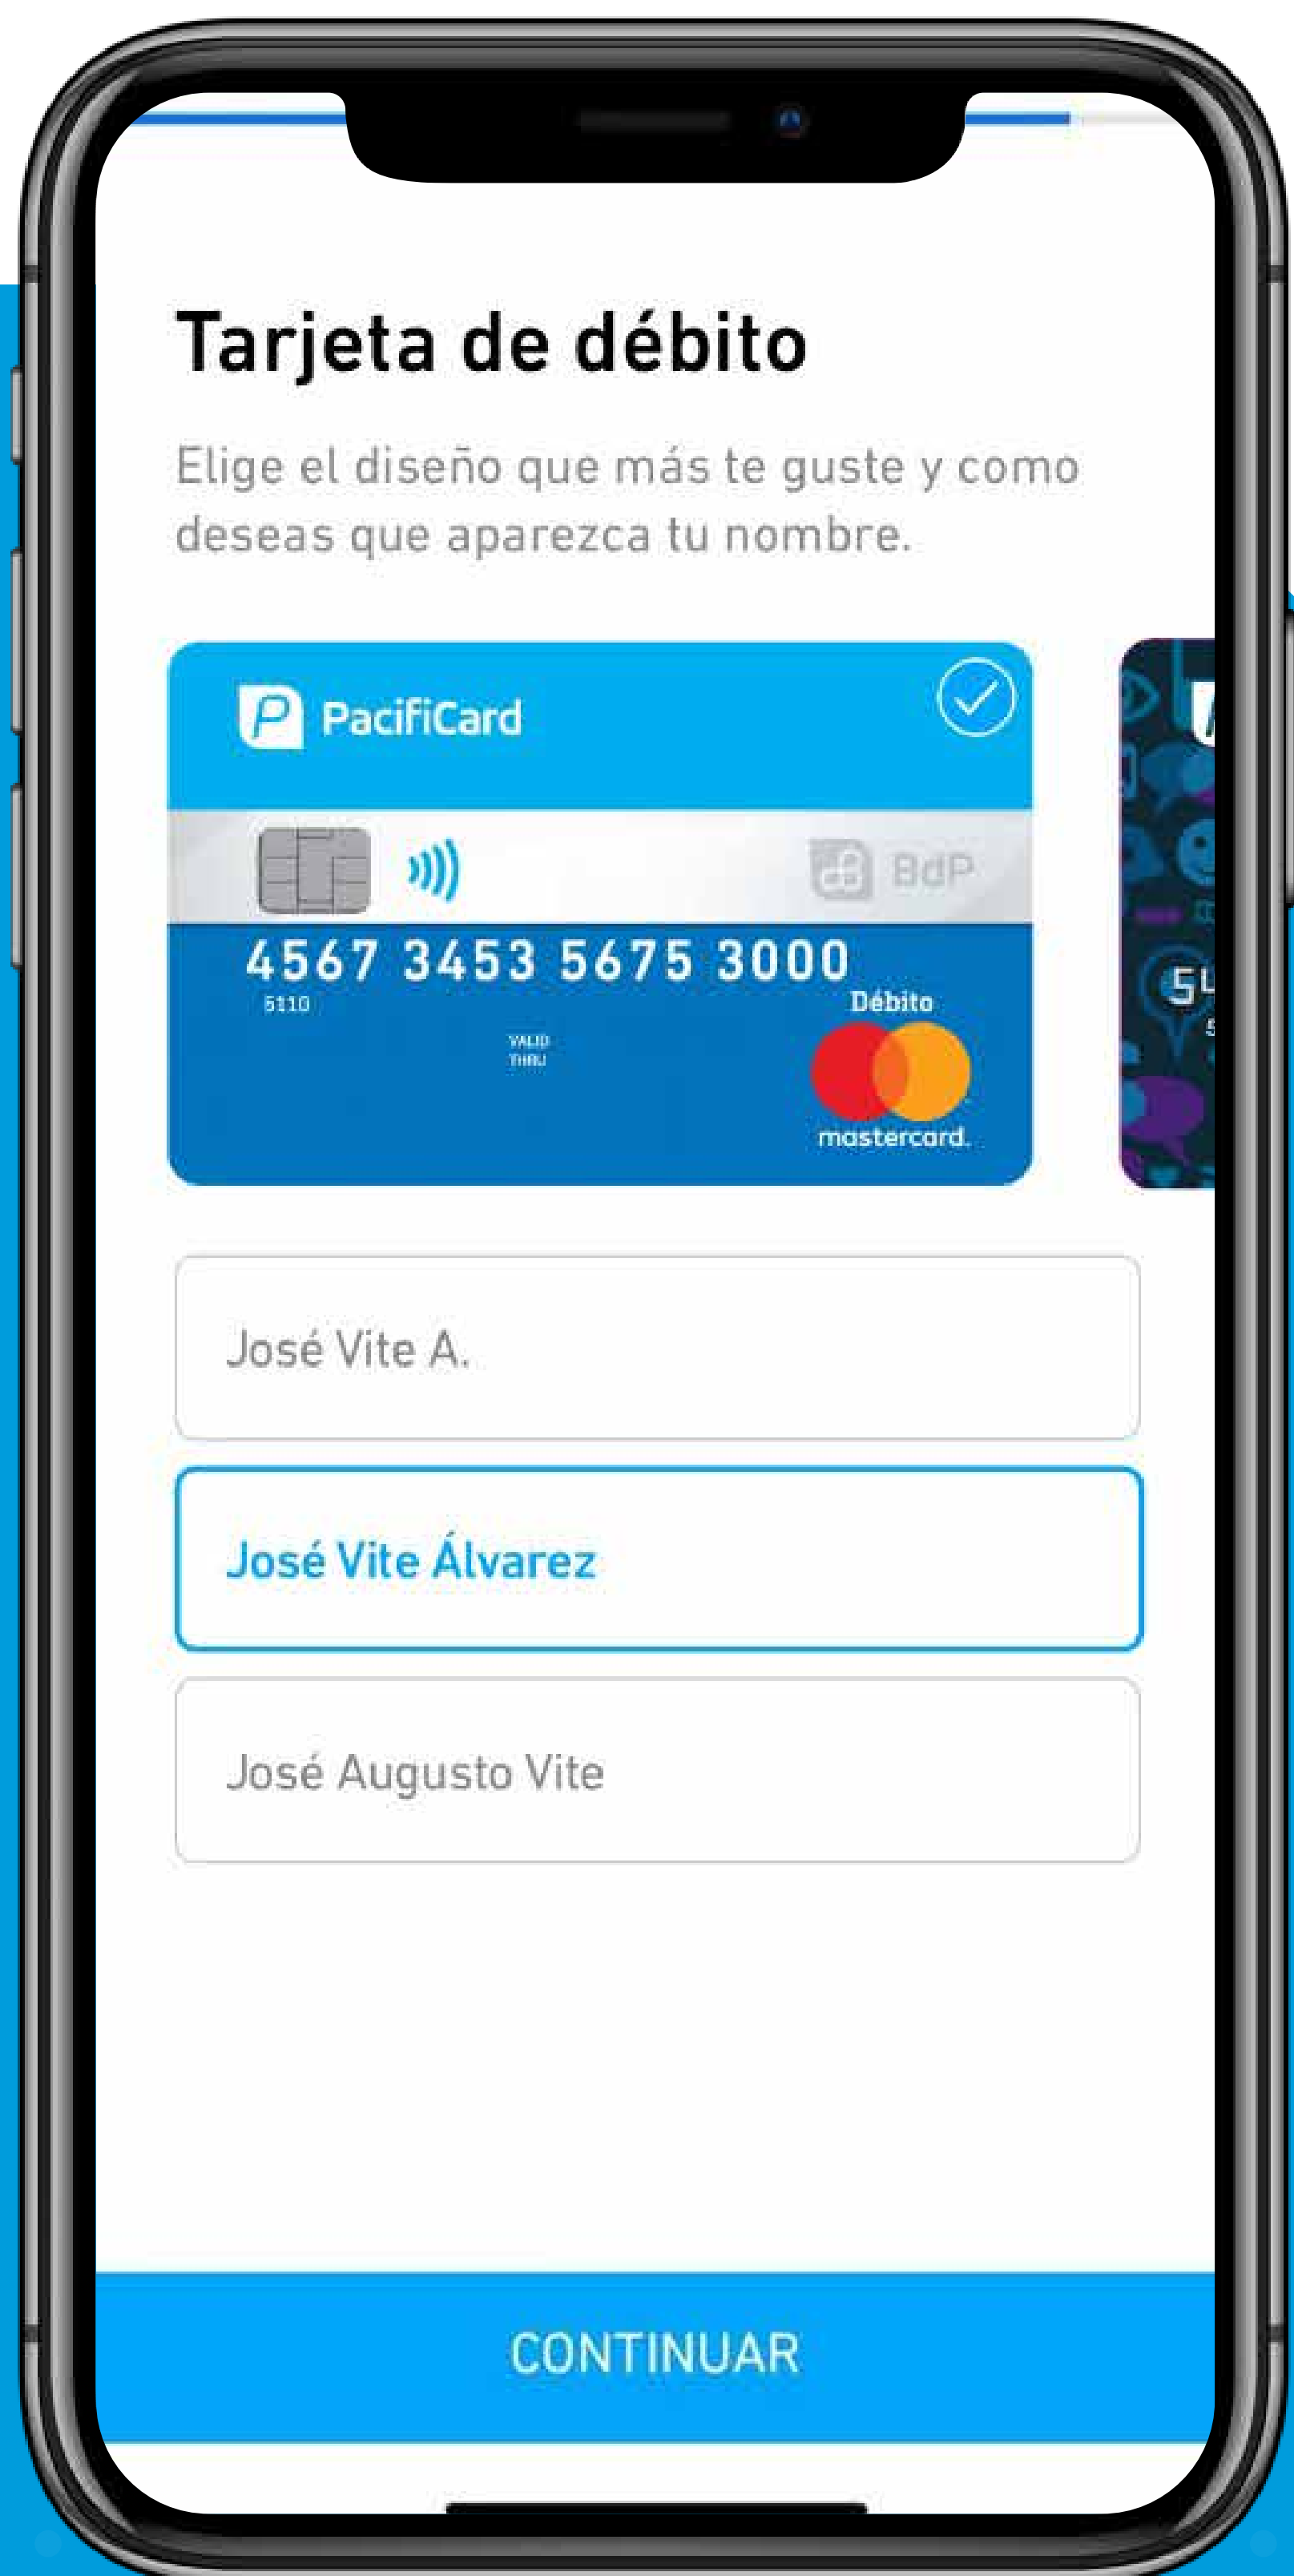 Tarjeta de débito
Elige el diseño que más te guste y como
deseas que aparezca tu nombre.
PacifiCard
BdP
4567 3453 5675 3000
5110
Débito
VALID
THRU
mastercard.
José Vite A.
José Vite Álvarez
José Augusto Vite
CONTINUAR